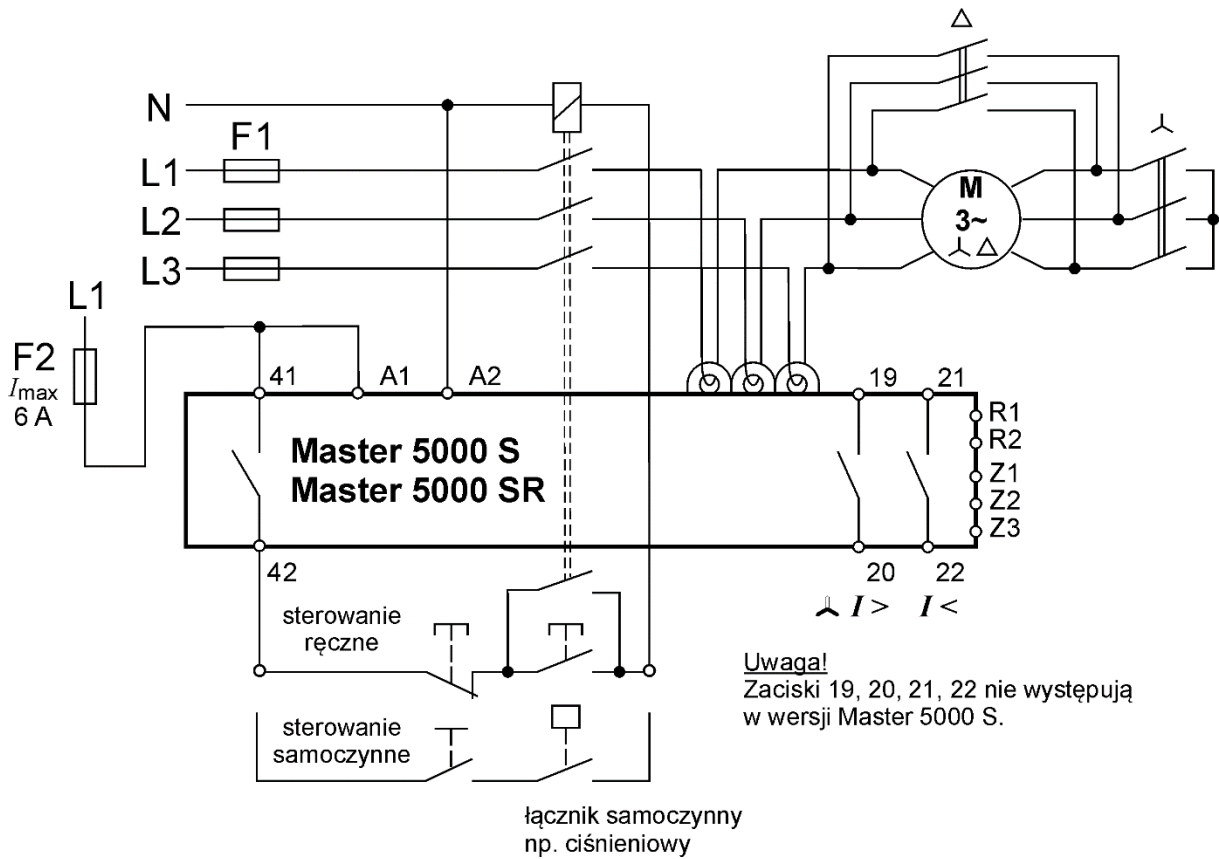 △
N
F1
L1
L2
L3
M
3~
△
L1
F2
Imax
6 A
41
A1
A2
19
21
R1
R2
Z1
Z2
Z3
Master 5000 S
Master 5000 SR
42
20
22
I >
I <
sterowanie
ręczne
Uwaga!
Zaciski 19, 20, 21, 22 nie występują
w wersji Master 5000 S.
sterowanie
samoczynne
łącznik samoczynny
np. ciśnieniowy